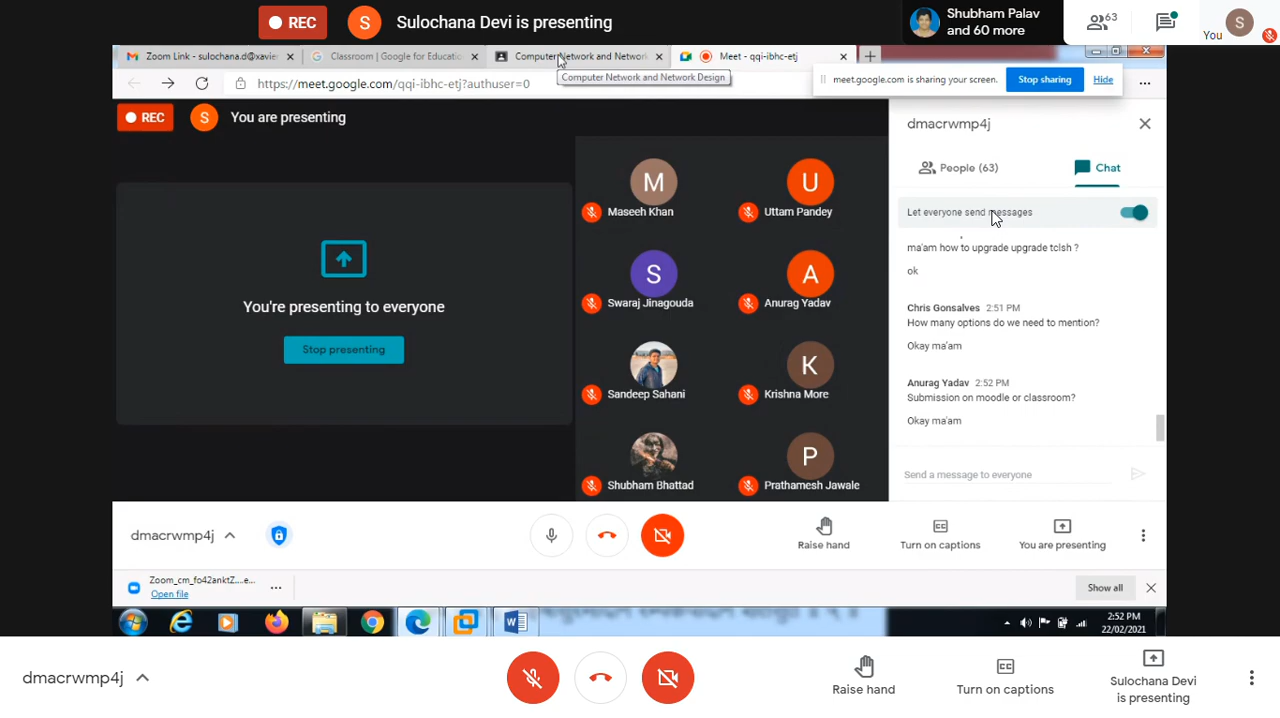 REC
S
Sulochana Devi is presenting
Shubham Palav
and 60 more
63
S
You
Zoom Link - sulochana.d@xavier
Classroom | Google for Educatio
Computer Network and Network
Meet - qqi-ibhc-etj
Computer Network and Network Design
https://meet.google.com/qqi-ibhc-etj?authuser=0
meet.google.com is sharing your screen.
Stop sharing
Hide
REC
S
You are presenting
dmacrwmp4j
People (63)
Chat
Let everyone send messages
ma'am how to upgrade upgrade tclsh ?
ok
Chris Gonsalves 2:51 PM
How many options do we need to mention?
Okay ma'am
Anurag Yadav 2:52 PM
Submission on moodle or classroom?
Okay ma'am
Send a message to everyone
You're presenting to everyone
Stop presenting
M
Maseeh Khan
U
Uttam Pandey
S
Swaraj Jinagouda
A
Anurag Yadav
Sandeep Sahani
K
Krishna More
Shubham Bhattad
P
Prathamesh Jawale
dmacrwmp4j
Raise hand
Turn on captions
You are presenting
Zoom_cm_fo42anktZ....e...
Open file
Show all
2:52 PM
22/02/2021
dmacrwmp4j
Raise hand
Turn on captions
Sulochana Devi
is presenting